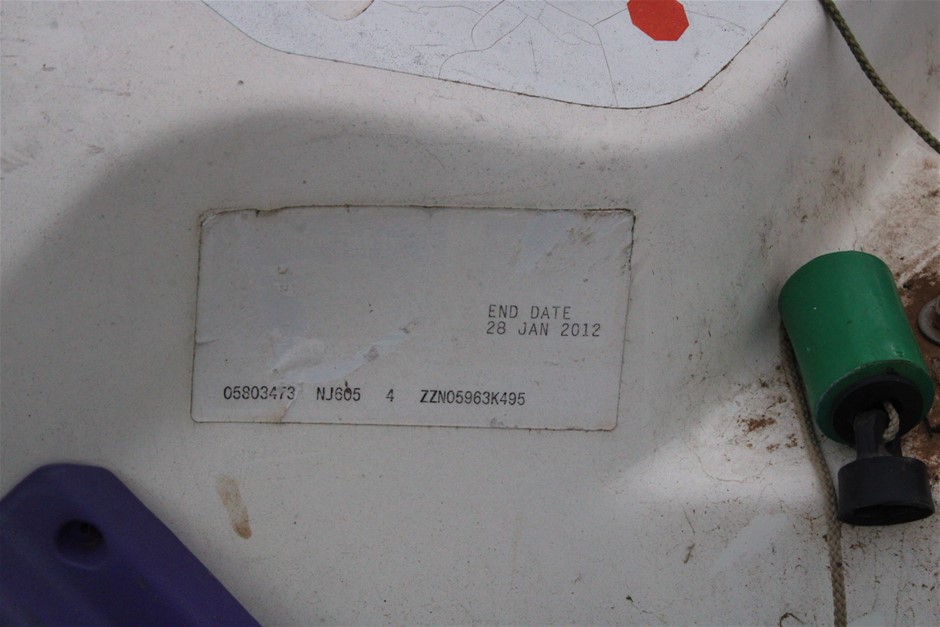 END DATE
28 JAN 2012
05803473 NJ605 4 ZZN05963K495